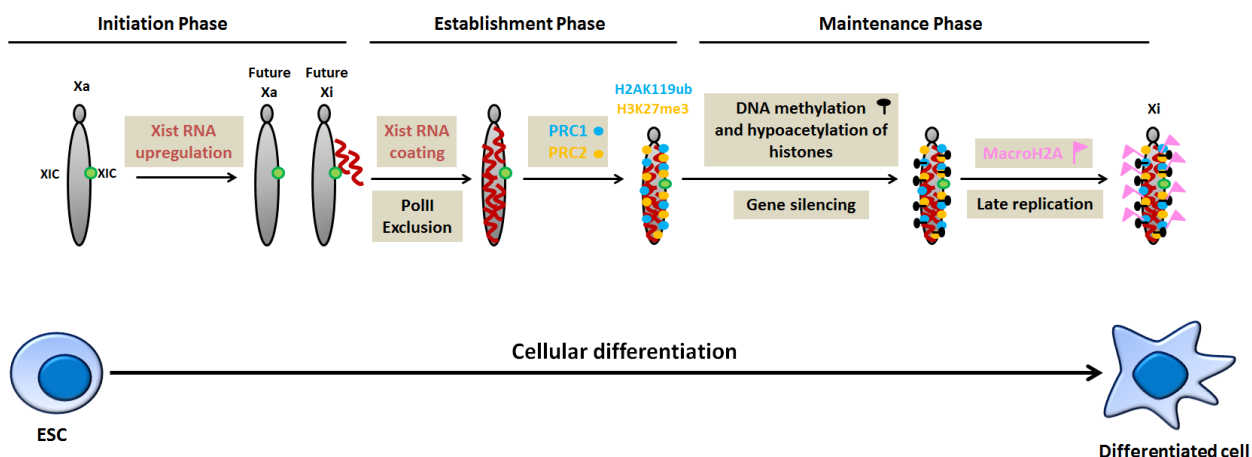 Initiation Phase
Establishment Phase
Maintenance Phase
Xa
Future
Xa
Future
Xi
XIC
XIC
Xist RNA
upregulation
Xist RNA
coating
PolII
Exclusion
PRC1
PRC2
H2AK119ub
H3K27me3
DNA methylation
and hypoacetylation of
histones
Gene silencing
MacroH2A
Late replication
Xi
Cellular differentiation
ESC
Differentiated cell